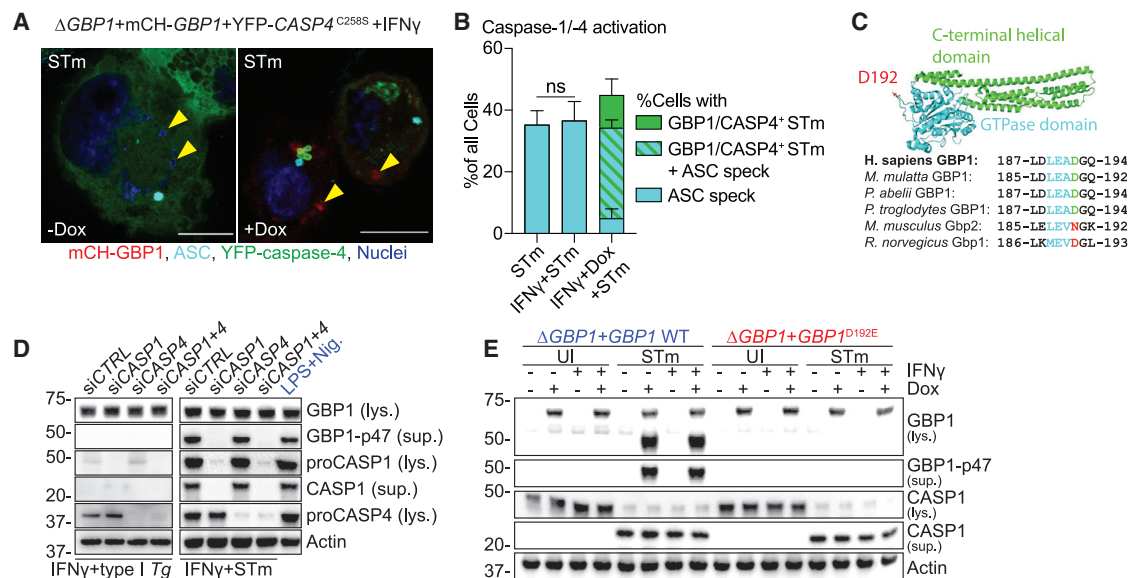 A
ΔGBP1+mCH-GBP1+YFP-CASP4C258S +IFNγ
STm
STm
-Dox
+Dox
mCH-GBP1, ASC, YFP-caspase-4, Nuclei
B
Caspase-1/-4 activation
%of all Cells
60
40
20
0
ns
STm
IFNγ+STm
IFNγ+Dox
+STm
%Cells with
GBP1/CASP4+ STm
GBP1/CASP4+ STm
+ ASC speck
ASC speck
C
C-terminal helical
domain
D192
GTPase domain
H. sapiens GBP1: 187-LDLEADGQ-194
M. mulatta GBP1: 185-LDLEADGQ-192
P. abelii GBP1: 187-LDLEADGQ-194
P. troglodytes GBP1: 187-LDLEADGQ-194
M. musculus Gbp2: 185-LELEVNGK-192
R. norvegicus Gbp1: 186-LKMEVDGL-193
D
siCTRL
siCASP1
siCASP4
siCASP1+4
siCTRL
siCASP1
siCASP4
siCASP1+4
LPS+Nig.
75-
GBP1 (lys.)
50-
GBP1-p47 (sup.)
50-
proCASP1 (lys.)
20-
CASP1 (sup.)
37-
proCASP4 (lys.)
37-
Actin
IFNγ+type I Tg
IFNγ+STm
E
ΔGBP1+GBP1 WT
ΔGBP1+GBP1D192E
UI
STm
UI
STm
- - + + - - + + - - + + - - + + IFNγ
- + - + - + - + - + - + - + - + Dox
75-
50-
GBP1
(lys.)
50-
GBP1-p47
(sup.)
50-
37-
CASP1
(lys.)
20-
CASP1
(sup.)
37-
Actin